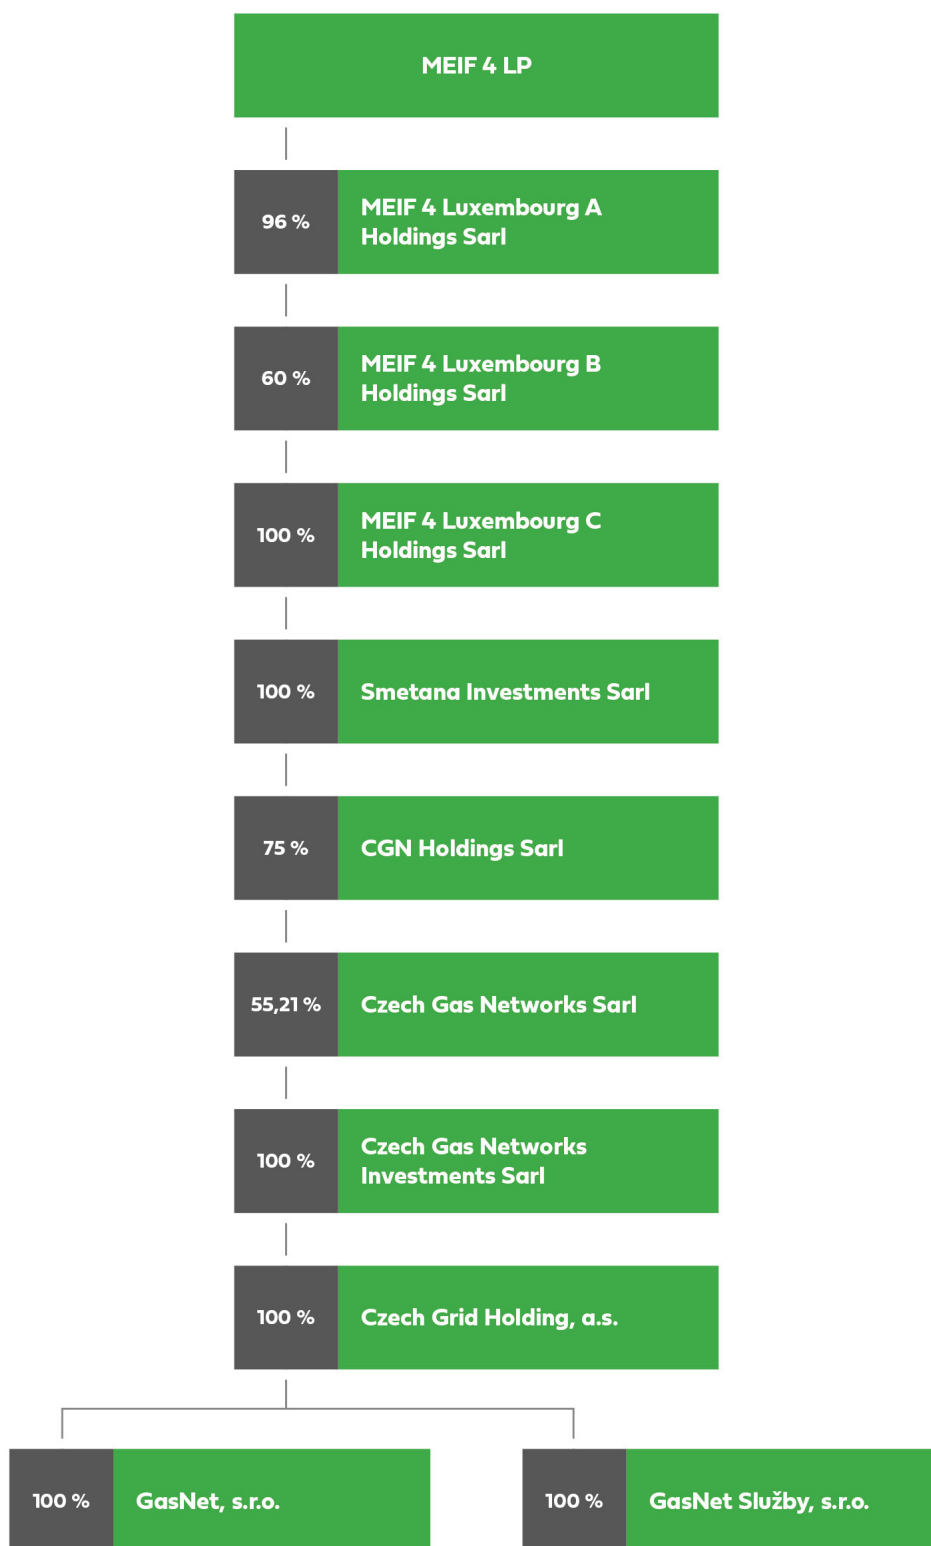 MEIF 4 LP
96 %
MEIF 4 Luxembourg A
Holdings Sarl
60 %
MEIF 4 Luxembourg B
Holdings Sarl
100 %
MEIF 4 Luxembourg C
Holdings Sarl
100 %
Smetana Investments Sarl
75 %
CGN Holdings Sarl
55,21 %
Czech Gas Networks Sarl
100 %
Czech Gas Networks
Investments Sarl
100 %
Czech Grid Holding, a.s.
100 %
GasNet, s.r.o.
100 %
GasNet Služby, s.r.o.